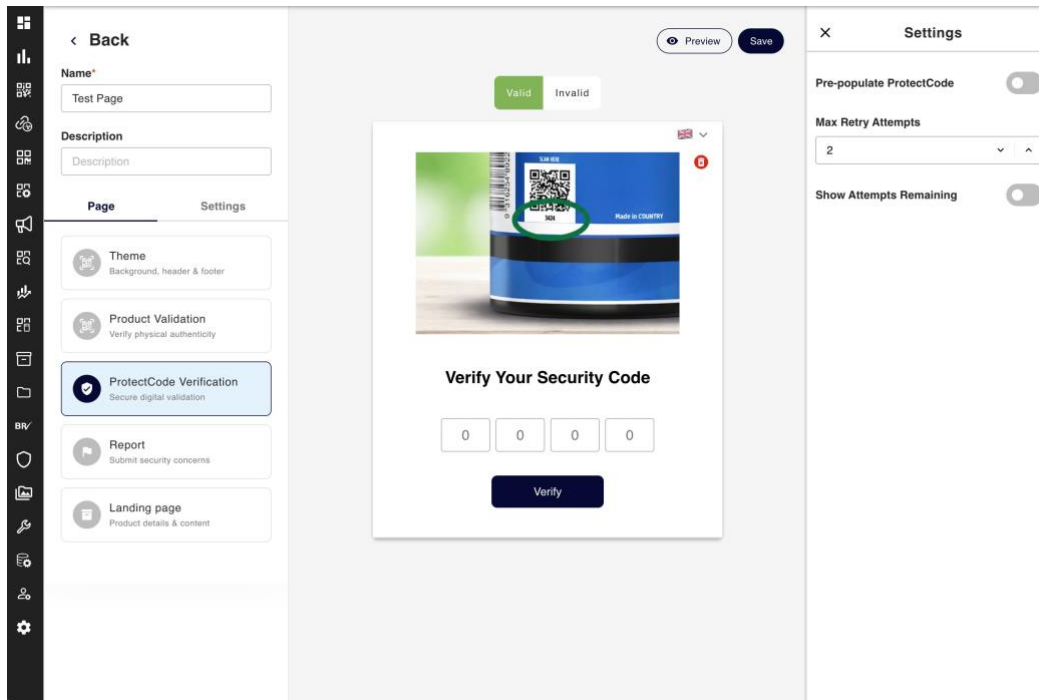 Back
Name*
Test Page
Description
Description
Page
Settings
Theme
Background, header & footer
Product Validation
Verify physical authenticity
ProtectCode Verification
Secure digital validation
Report
Submit security concerns
Landing page
Product details & content
BR
Preview
Save
Valid
Invalid
SCAN HERE
3424
Made in COUNTRY
Verify Your Security Code
0 0 0 0
Verify
Settings
Pre-populate ProtectCode
Max Retry Attempts
2
Show Attempts Remaining